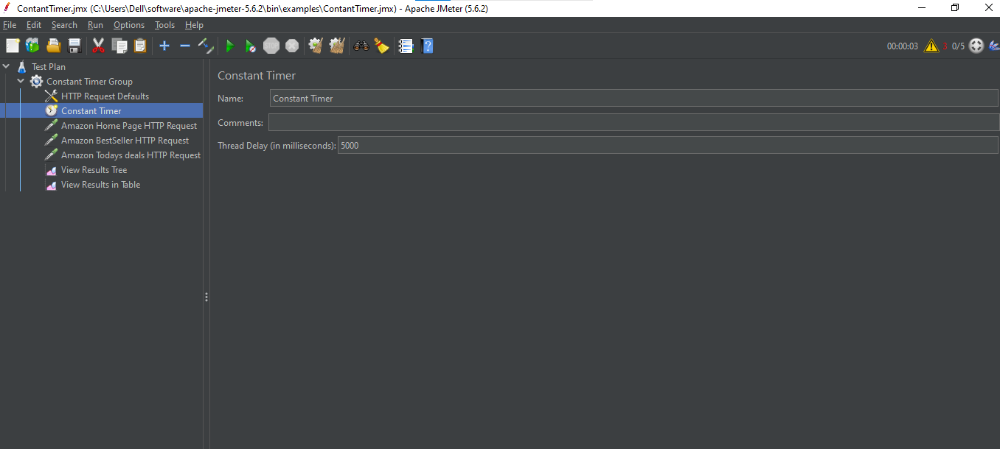 ContantTimer.jmx (C:\Users\Dell\software\apache-jmeter-5.6.2\bin\examples\ContantTimer.jmx) - Apache JMeter (5.6.2)
File Edit Search Run Options Tools Help
STOP 00:00:03 3 0/5
Test Plan
Constant Timer Group
HTTP Request Defaults
Constant Timer
Amazon Home Page HTTP Request
Amazon BestSeller HTTP Request
Amazon Todays deals HTTP Request
View Results Tree
View Results in Table
Constant Timer
Name: Constant Timer
Comments:
Thread Delay (in milliseconds): 5000